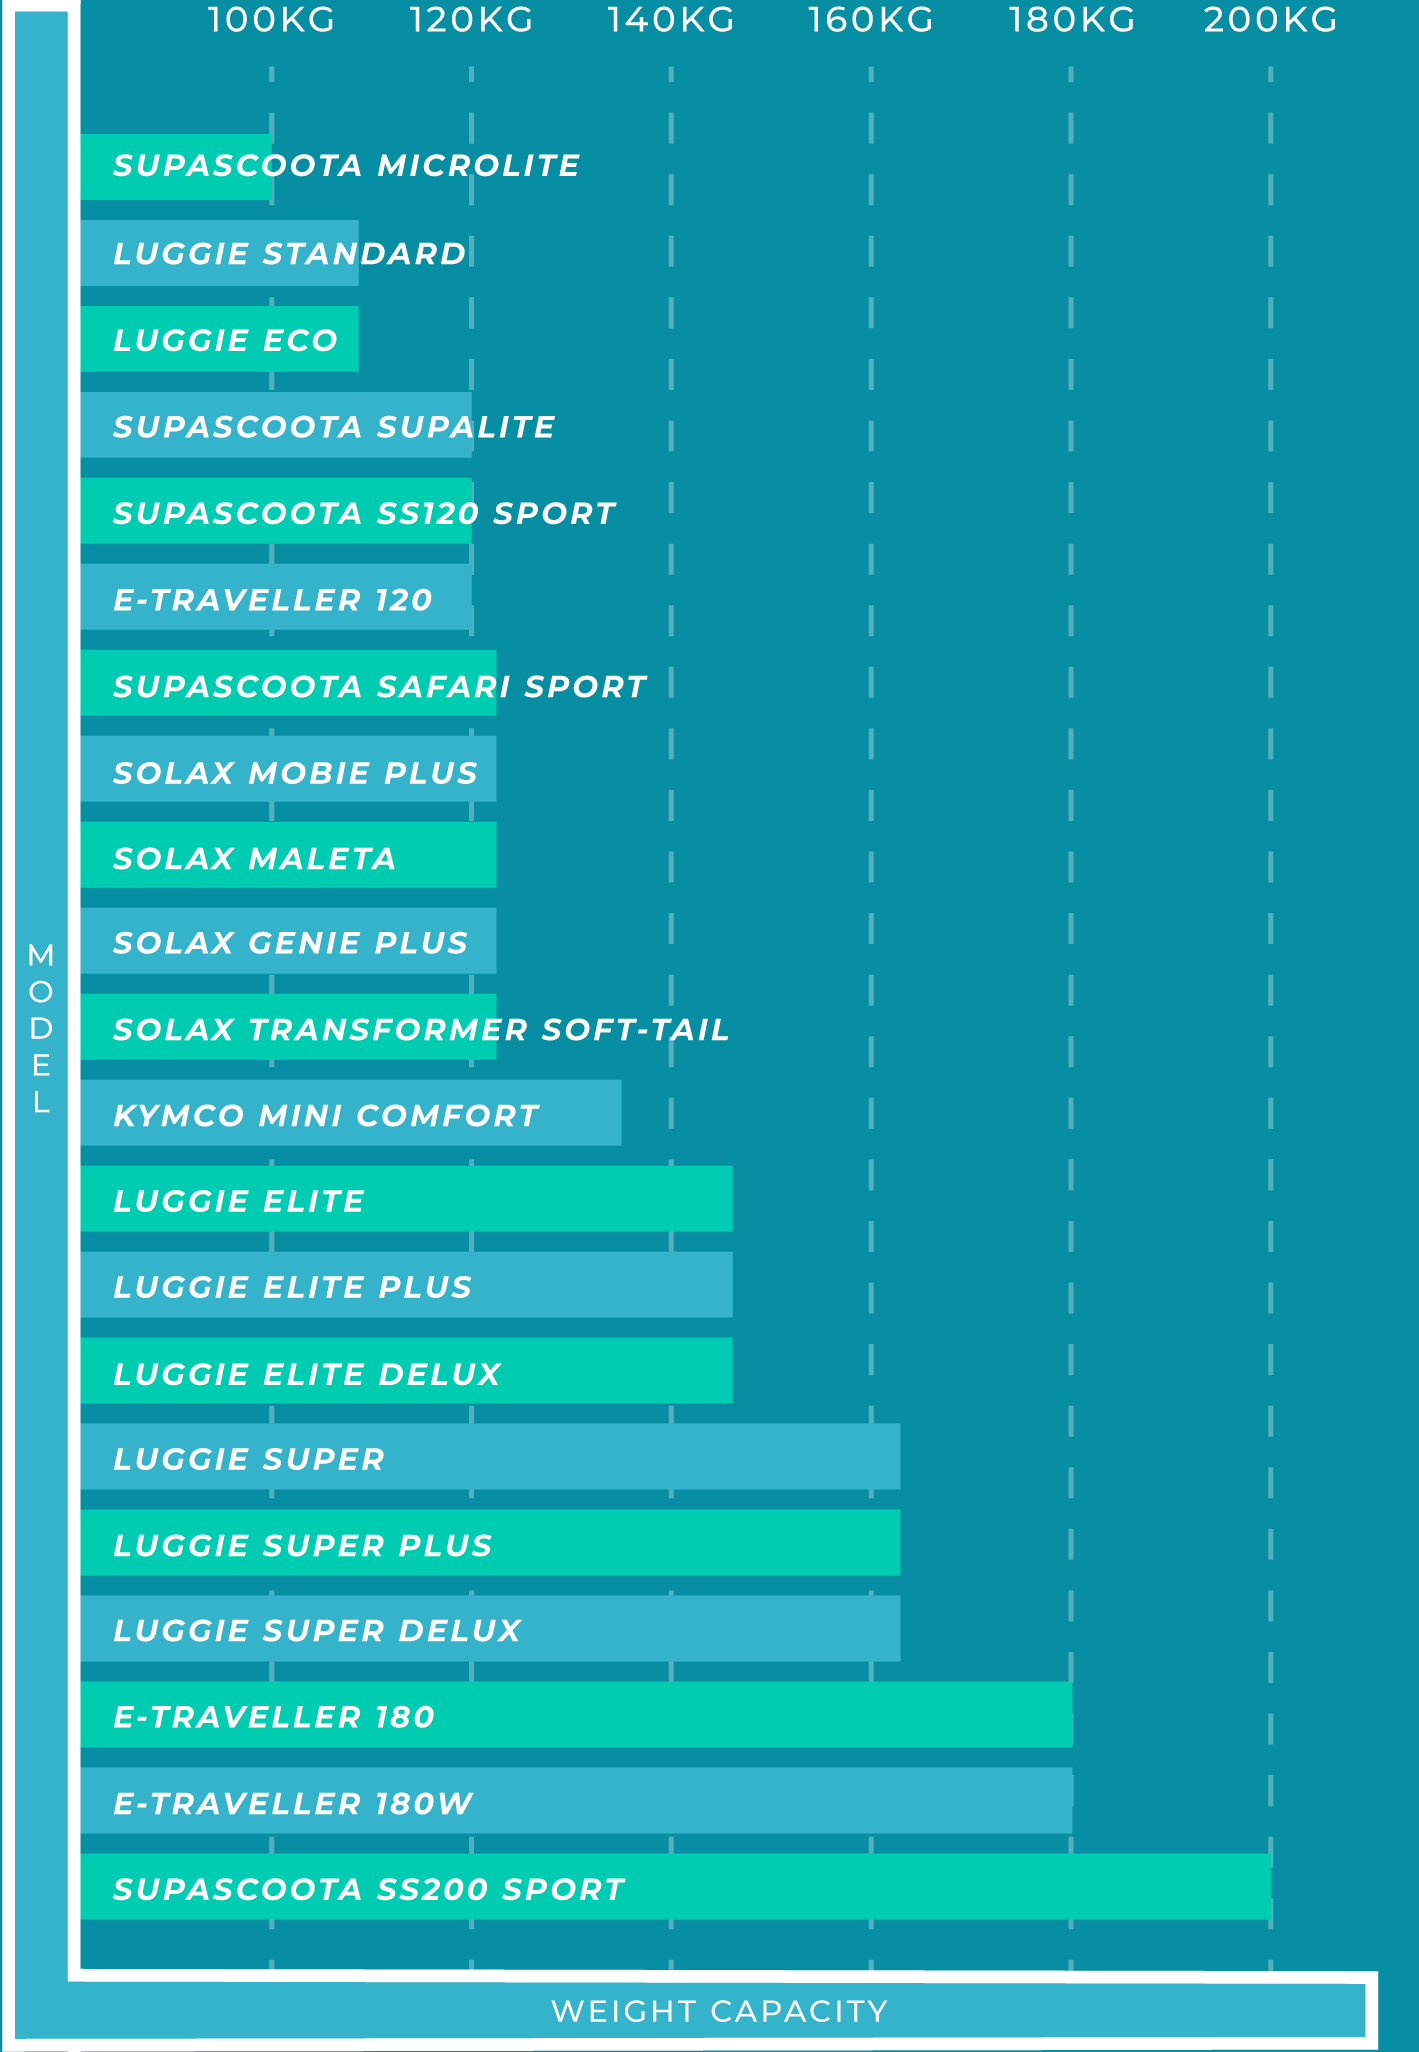 100KG 120KG 140KG 160KG 180KG 200KG
SUPASCOOTA MICROLITE
LUGGIE STANDARD
LUGGIE ECO
SUPASCOOTA SUPALITE
SUPASCOOTA SS120 SPORT
E-TRAVELLER 120
SUPASCOOTA SAFARI SPORT
SOLAX MOBIE PLUS
SOLAX MALETA
SOLAX GENIE PLUS
SOLAX TRANSFORMER SOFT-TAIL
KYMCO MINI COMFORT
LUGGIE ELITE
LUGGIE ELITE PLUS
LUGGIE ELITE DELUX
LUGGIE SUPER
LUGGIE SUPER PLUS
LUGGIE SUPER DELUX
E-TRAVELLER 180
E-TRAVELLER 180W
SUPASCOOTA SS200 SPORT
MODEL
WEIGHT CAPACITY